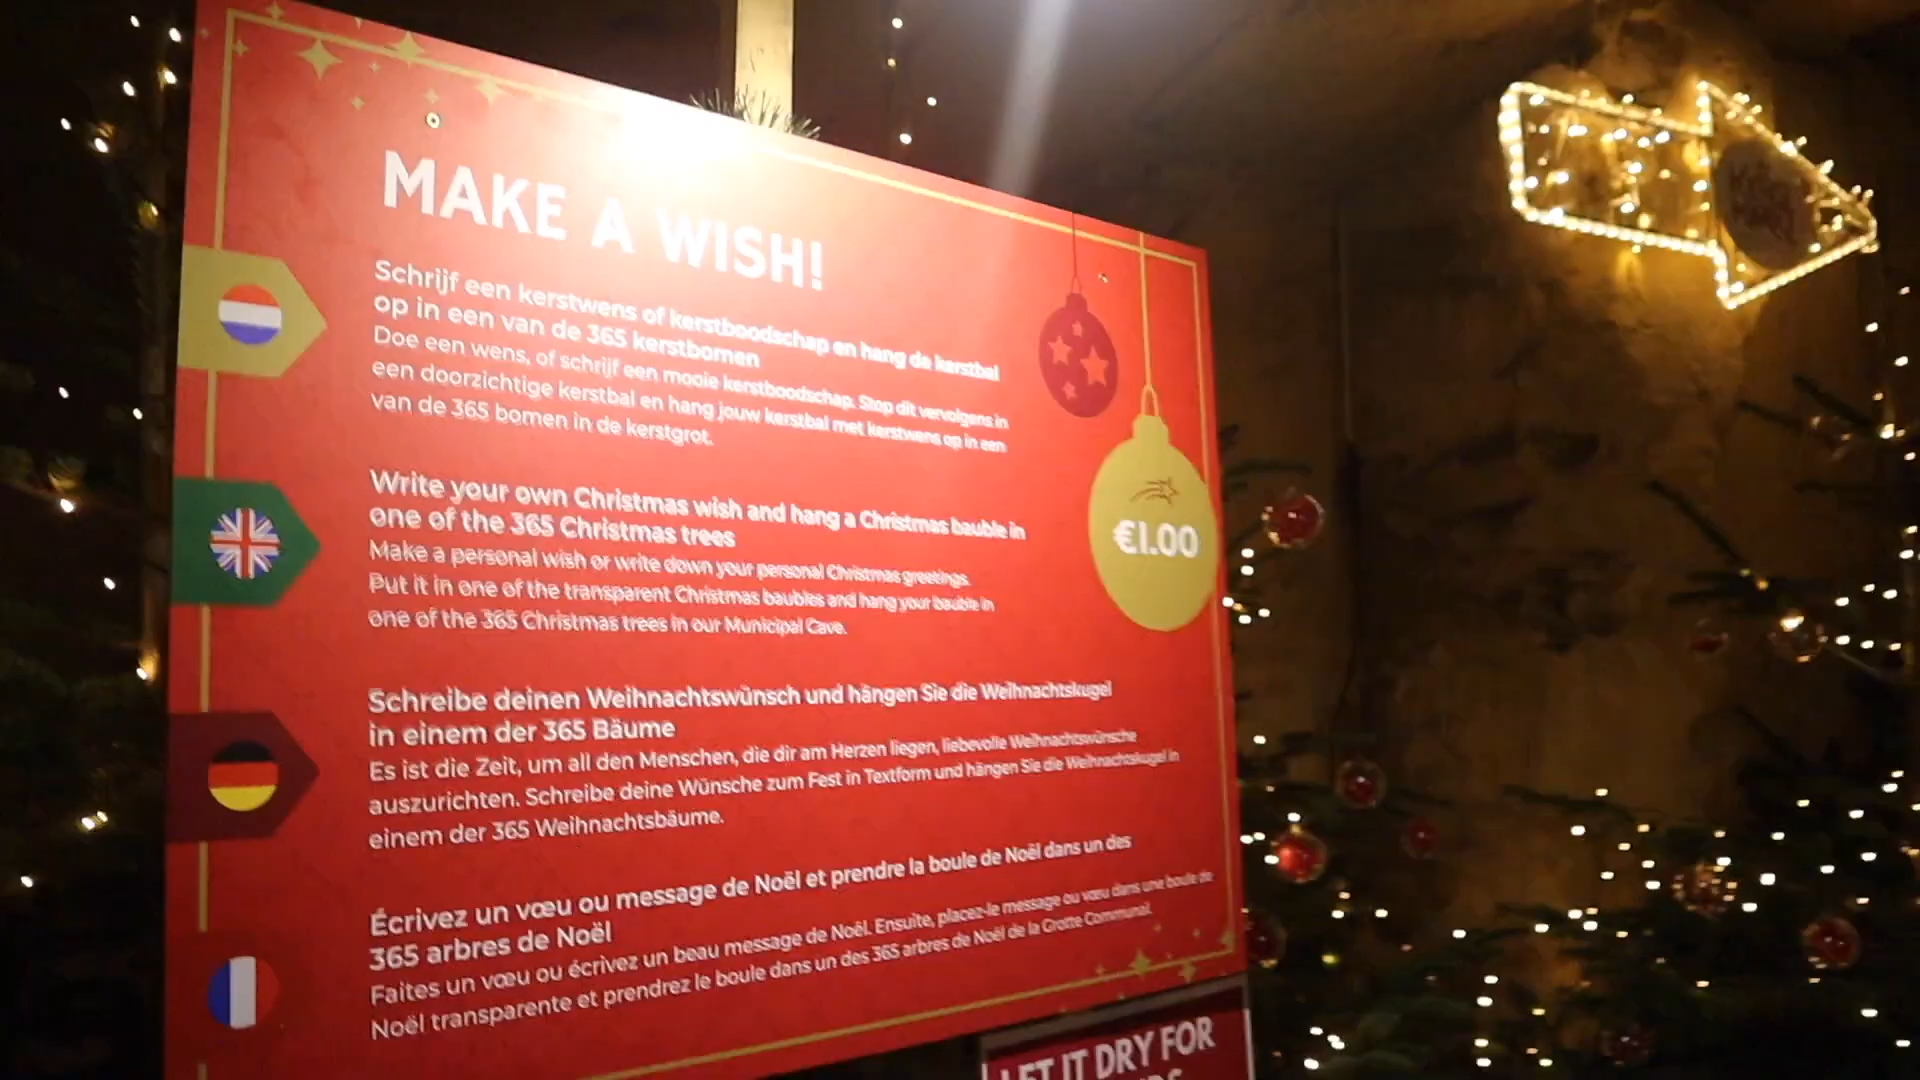 MAKE A WISH!
Schrijf een kerstwens of kerstboodschap en hang de kerstbal
op in een van de 365 kerstbomen
Doe een wens, of schrijf een mooie kerstboodschap. Stop dit vervolgens in
een doorzichtige kerstbal en hang jouw kerstbal met kerstwens op in een
van de 365 bomen in de kerstgrot.
Write your own Christmas wish and hang a Christmas bauble in
one of the 365 Christmas trees
Make a personal wish or write down your personal Christmas greetings.
Put it in one of the transparent Christmas baubles and hang your bauble in
one of the 365 Christmas trees in our Municipal Cave.
€1.00
Schreibe deinen Weihnachtswünsch und hängen Sie die Weihnachtskugel
in einem der 365 Bäume
Es ist die Zeit, um all den Menschen, die dir am Herzen liegen, liebevolle Weihnachtswünsche
auszurichten. Schreibe deine Wünsche zum Fest in Textform und hängen Sie die Weihnachtskugel in
einem der 365 Weihnachtsbäume.
Écrivez un vœu ou message de Noël et prendre la boule de Noël dans un des
365 arbres de Noël
Faites un vœu ou écrivez un beau message de Noël. Ensuite, placez-le message ou vœu dans une boule de
Noël transparente et prendrez le boule dans un des 365 arbres de Noël de la Grotte Communal.
LET IT DRY FOR